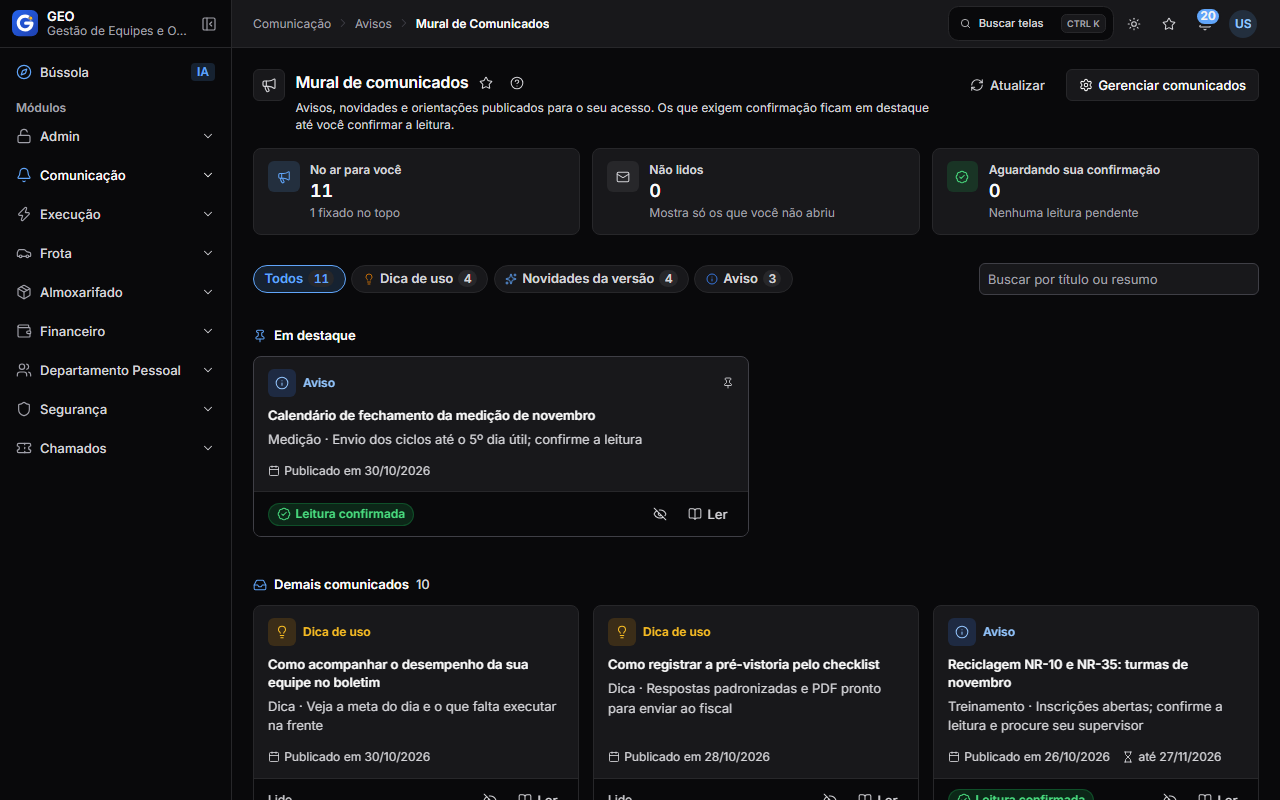 GEO
Gestão de Equipes e O...
Comunicação
Avisos
Mural de Comunicados
Buscar telas
CTRL K
20
US
Bússola
IA
Módulos
Admin
Comunicação
Execução
Frota
Almoxarifado
Financeiro
Departamento Pessoal
Segurança
Chamados
Mural de comunicados
Avisos, novidades e orientações publicados para o seu acesso. Os que exigem confirmação ficam em destaque
até você confirmar a leitura.
Atualizar
Gerenciar comunicados
No ar para você
11
1 fixado no topo
Não lidos
0
Mostra só os que você não abriu
Aguardando sua confirmação
0
Nenhuma leitura pendente
Todos 11
Dica de uso 4
Novidades da versão 4
Aviso 3
Buscar por título ou resumo
Em destaque
Aviso
Calendário de fechamento da medição de novembro
Medição · Envio dos ciclos até o 5º dia útil; confirme a leitura
Publicado em 30/10/2026
Leitura confirmada
Ler
Demais comunicados 10
Dica de uso
Como acompanhar o desempenho da sua
equipe no boletim
Dica · Veja a meta do dia e o que falta executar
na frente
Publicado em 30/10/2026
Lido
Ler
Dica de uso
Como registrar a pré-vistoria pelo checklist
Dica · Respostas padronizadas e PDF pronto
para enviar ao fiscal
Publicado em 28/10/2026
Lido
Ler
Aviso
Reciclagem NR-10 e NR-35: turmas de
novembro
Treinamento · Inscrições abertas; confirme a
leitura e procure seu supervisor
Publicado em 26/10/2026
até 27/11/2026
Leitura confirmada
Ler